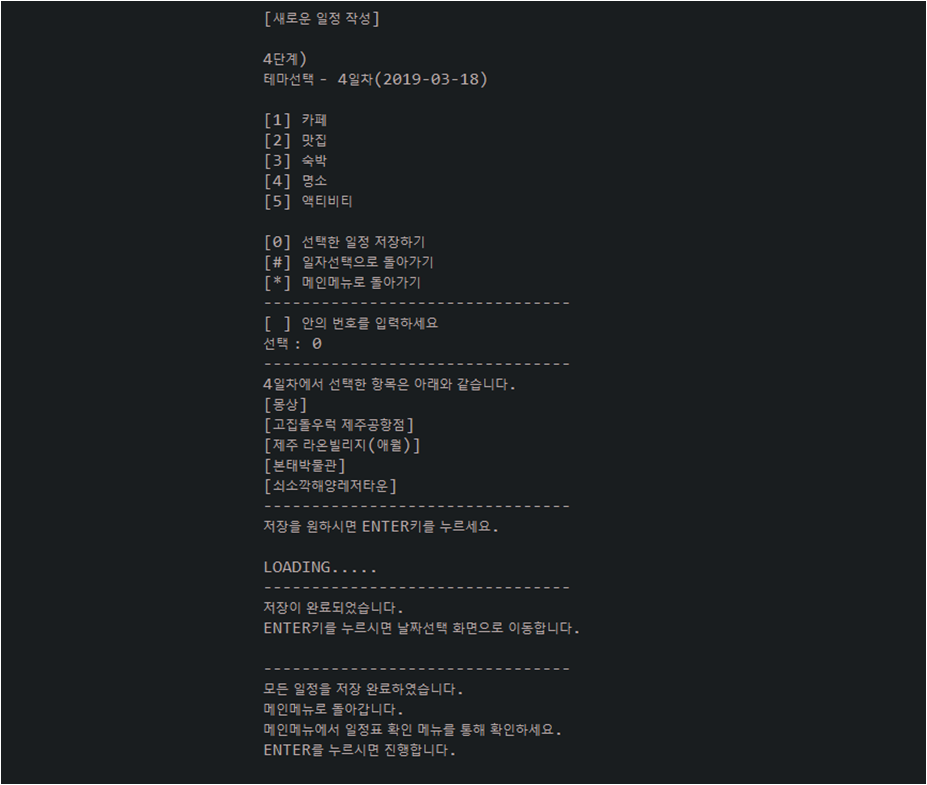 [새로운 일정 작성]
4단계)
테마선택 - 4일차(2019-03-18)
[1] 카페
[2] 맛집
[3] 숙박
[4] 명소
[5] 액티비티
[0] 선택한 일정 저장하기
[#] 일자선택으로 돌아가기
[*] 메인메뉴로 돌아가기
--------------------------------
[ ] 안의 번호를 입력하세요
선택 : 0
--------------------------------
4일차에서 선택한 항목은 아래와 같습니다.
[몽상]
[고집돌우럭 제주공항점]
[제주 라온빌리지(애월)]
[본태박물관]
[쇠소깍해양레저타운]
--------------------------------
저장을 원하시면 ENTER키를 누르세요.
LOADING.....
--------------------------------
저장이 완료되었습니다.
ENTER키를 누르시면 날짜선택 화면으로 이동합니다.
--------------------------------
모든 일정을 저장 완료하였습니다.
메인메뉴로 돌아갑니다.
메인메뉴에서 일정표 확인 메뉴를 통해 확인하세요.
ENTER를 누르시면 진행합니다.